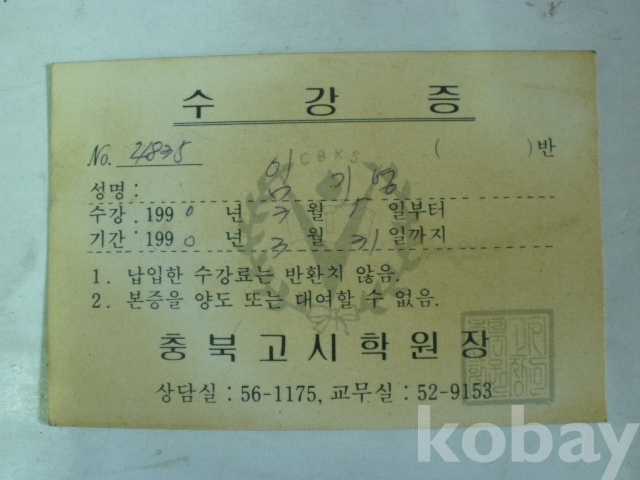 수 강 증
No. 4835 ( )반
CBKS
성명 : 임 기 영
수강 . 1990 년 3 월 1 일부터
기간 : 1990 년 3 월 31 일까지
1. 납입한 수강료는 반환치 않음.
2. 본증을 양도 또는 대여할 수 없음.
충북고시학원장
상담실 : 56-1175, 교무실 : 52-9153
kobay